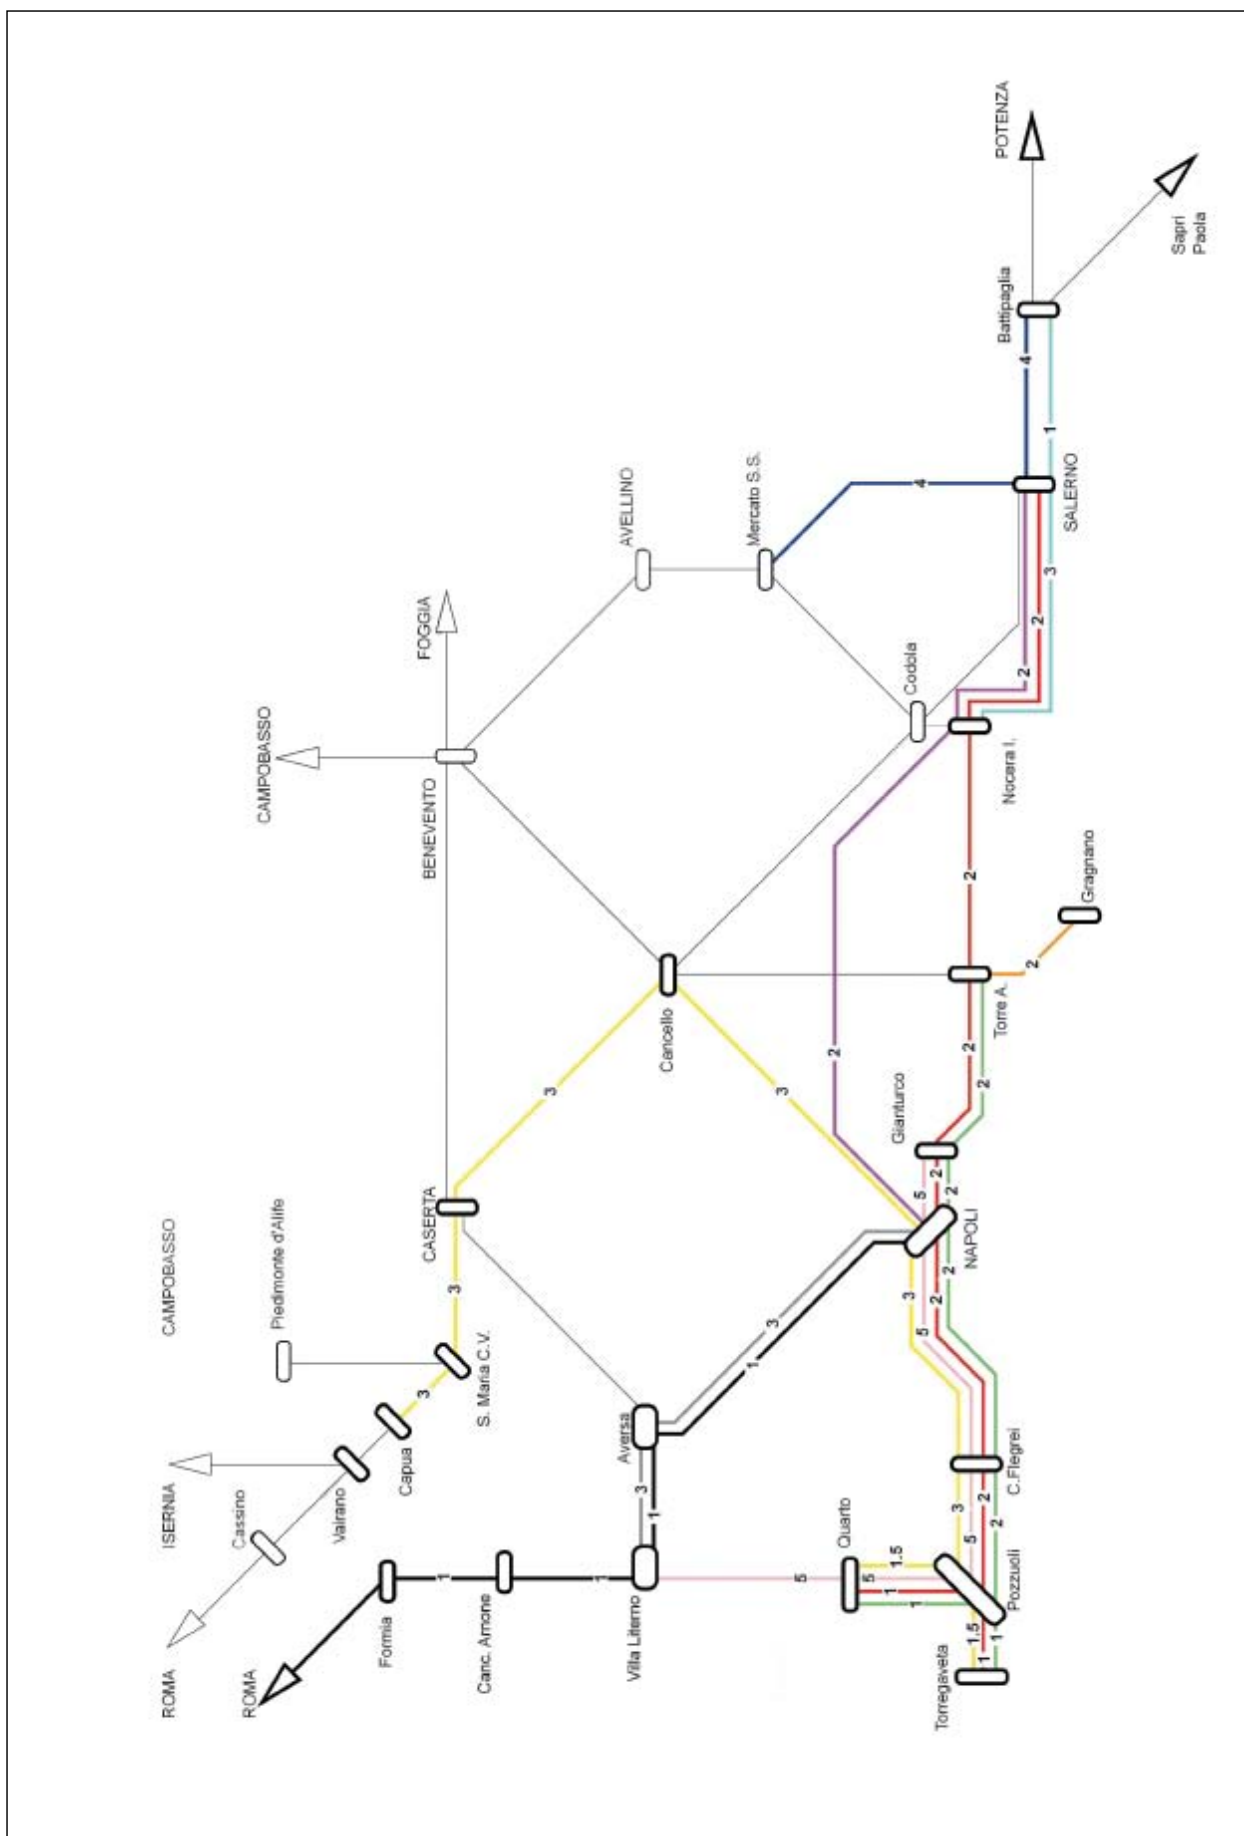 ROMA
ISERNIA
CAMPOBASSO
ROMA
Cassino
CAMPOBASSO
Piedimonte d'Alife
Vairano
Formia
Capua
CASERTA
BENEVENTO
FOGGIA
3
1
3
Canc. Arnone
S. Maria C.V.
3
1
Villa Literno
Aversa
AVELLINO
3
1
Cancello
1
Mercato S.S.
3
3
5
2
Quarto
5
1
1.5
1
Gianturco
3
Codola
4
5
5
2
2
Torregaveta
2
2
3
NAPOLI
1.5
5
2
2
1
2
2
1
2
Torre A.
Battipaglia
POTENZA
Pozzuoli
C.Flegrei
Nocera I.
2
4
2
2
3
1
SALERNO
Gragnano
Sapri
Paola